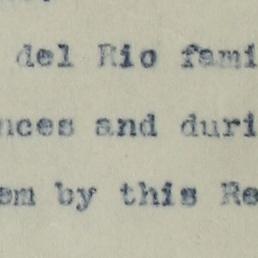 del Rio fami
nces and duri
em by this Re